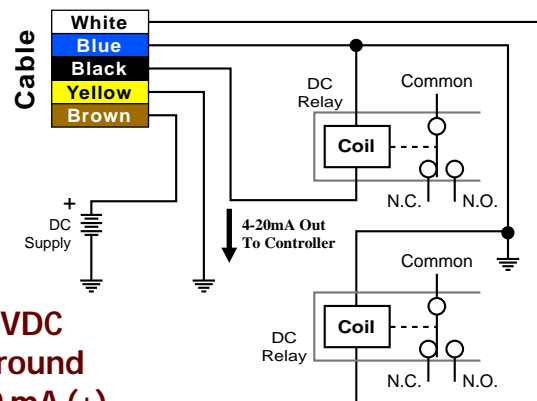 Cable
White
Blue
Black
Yellow
Brown
+
DC
Supply
4-20mA Out
To Controller
DC
Relay
Common
Coil
N.C.
N.O.
DC
Relay
Common
Coil
N.C.
N.O.
VDC
round
mA (+)